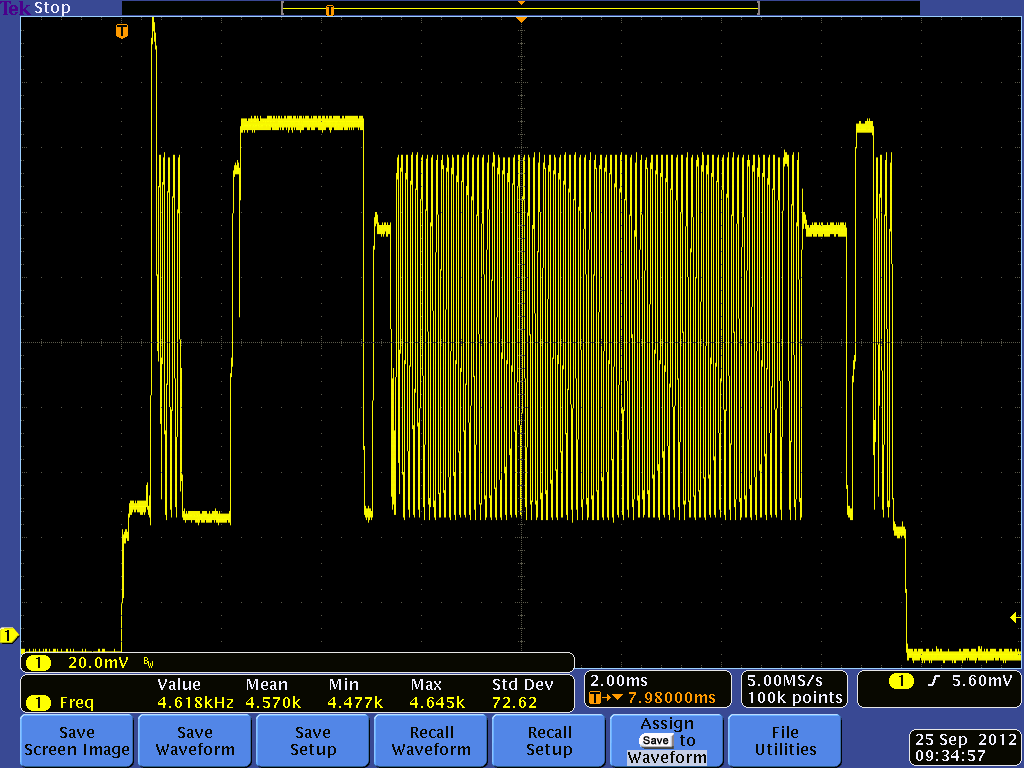 Tek Stop
T
T
1
1 20.0mV BW
Value Mean Min Max Std Dev
1 Freq 4.618kHz 4.570k 4.477k 4.645k 72.62
2.00ms
T→▼ 7.98000ms
5.00MS/s
100k points
1 5.60mV
Save
Screen Image
Save
Waveform
Save
Setup
Recall
Waveform
Recall
Setup
Assign
Save to
Waveform
File
Utilities
25 Sep 2012
09:34:57